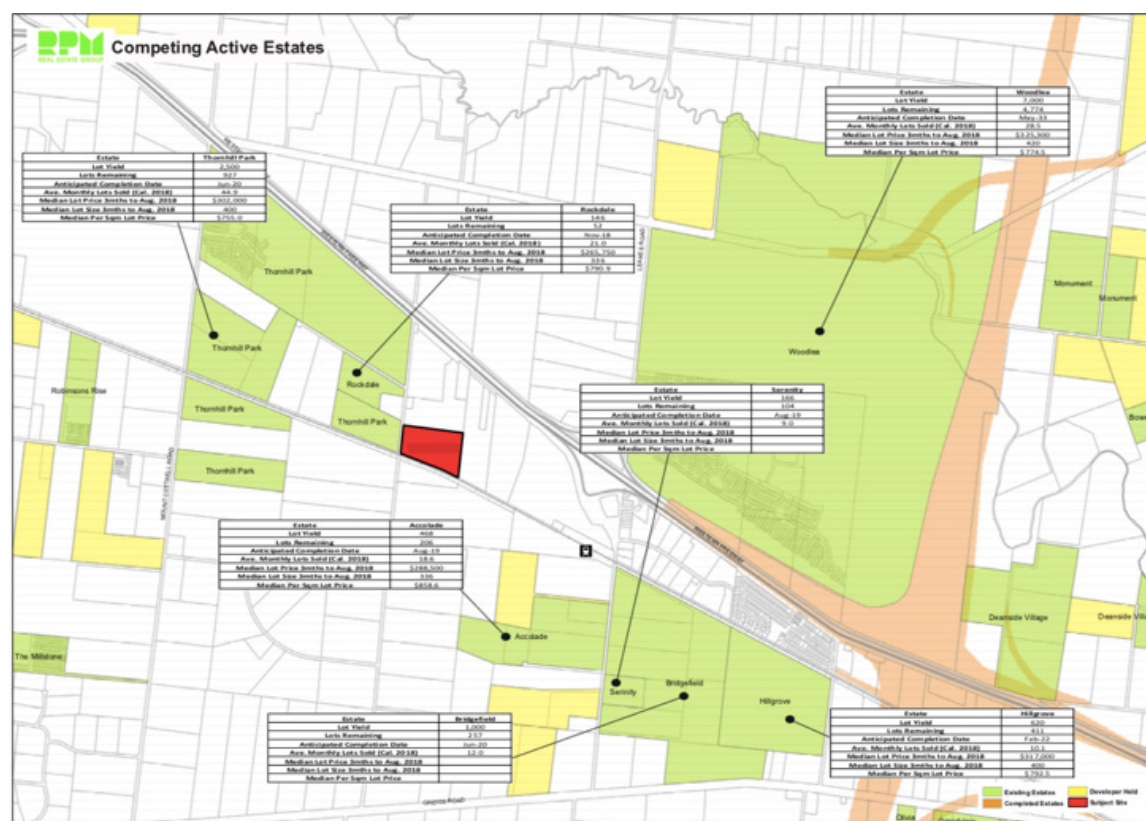 RPM
REAL ESTATE GROUP
Competing Active Estates
Estate Woodlea
Lot Yield 7,000
Lots Remaining 4,774
Anticipated Completion Date May-33
Ave. Monthly Lots Sold (Cal. 2018) 28.5
Median Lot Price 3mths to Aug. 2018 $325,300
Median Lot Size 3mths to Aug. 2018 420
Median Per Sqm Lot Price $774.5
Estate Thornhill Park
Lot Yield 2,500
Lots Remaining 927
Anticipated Completion Date Jun-20
Ave. Monthly Lots Sold (Cal. 2018) 44.9
Median Lot Price 3mths to Aug. 2018 $302,000
Median Lot Size 3mths to Aug. 2018 400
Median Per Sqm Lot Price $755.0
Estate Rockdale
Lot Yield 146
Lots Remaining 52
Anticipated Completion Date Nov-18
Ave. Monthly Lots Sold (Cal. 2018) 21.0
Median Lot Price 3mths to Aug. 2018 $265,750
Median Lot Size 3mths to Aug. 2018 336
Median Per Sqm Lot Price $790.9
Thornhill Park
Monument
Monument
Thornhill Park
Woodlea
Rockdale
Robinsons Rise
Estate Serenity
Lot Yield 166
Lots Remaining 104
Anticipated Completion Date Aug-19
Ave. Monthly Lots Sold (Cal. 2018) 9.0
Median Lot Price 3mths to Aug. 2018
Median Lot Size 3mths to Aug. 2018
Median Per Sqm Lot Price
Thornhill Park
Thornhill Park
Thornhill Park
Estate Accolade
Lot Yield 468
Lots Remaining 206
Anticipated Completion Date Aug-19
Ave. Monthly Lots Sold (Cal. 2018) 18.6
Median Lot Price 3mths to Aug. 2018 $288,500
Median Lot Size 3mths to Aug. 2018 336
Median Per Sqm Lot Price $858.6
Deanside Village
Accolade
The Millstone
Serinity
Bridgefield
Hillgrove
Estate Bridgefield
Lot Yield 1,000
Lots Remaining 257
Anticipated Completion Date Jun-20
Ave. Monthly Lots Sold (Cal. 2018) 12.0
Median Lot Price 3mths to Aug. 2018
Median Lot Size 3mths to Aug. 2018
Median Per Sqm Lot Price
Estate Hillgrove
Lot Yield 620
Lots Remaining 411
Anticipated Completion Date Feb-22
Ave. Monthly Lots Sold (Cal. 2018) 10.1
Median Lot Price 3mths to Aug. 2018 $317,000
Median Lot Size 3mths to Aug. 2018 400
Median Per Sqm Lot Price $792.5
GREIGS ROAD
Existing Estates
Developer Held
Completed Estates
Subject Site
Olivia